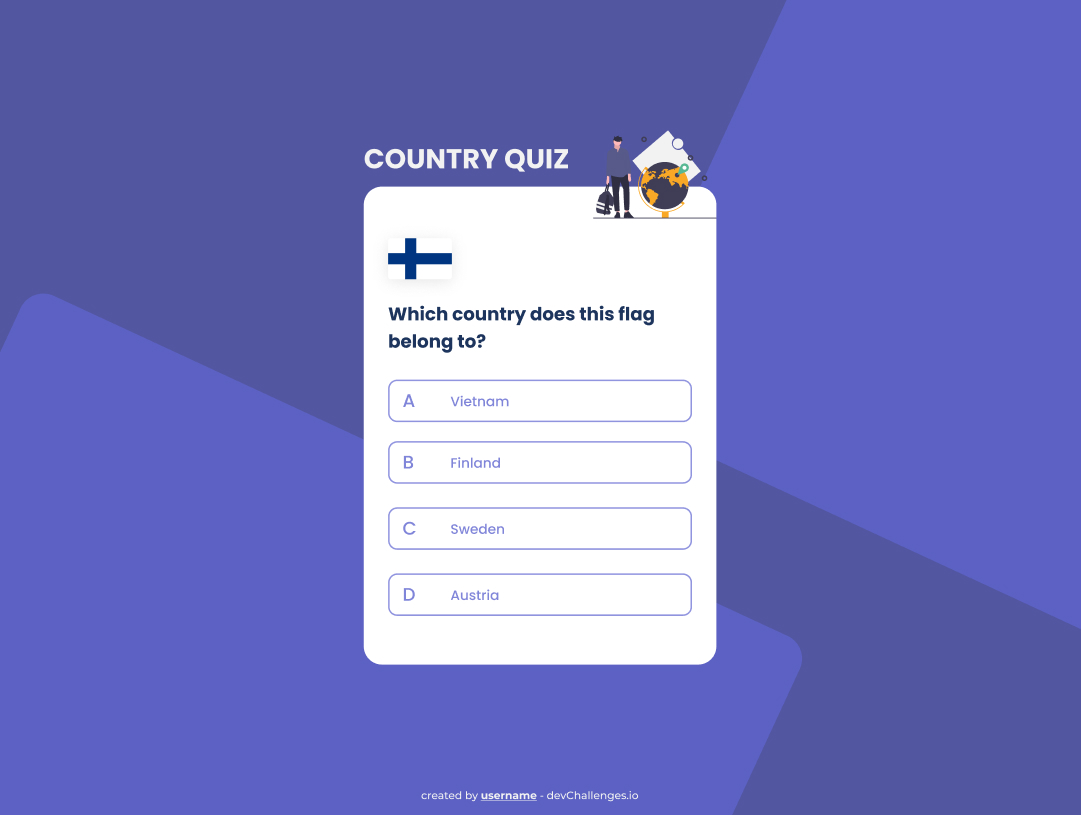 COUNTRY QUIZ
Which country does this flag
belong to?
A Vietnam
B Finland
C Sweden
D Austria
created by username - devChallenges.io